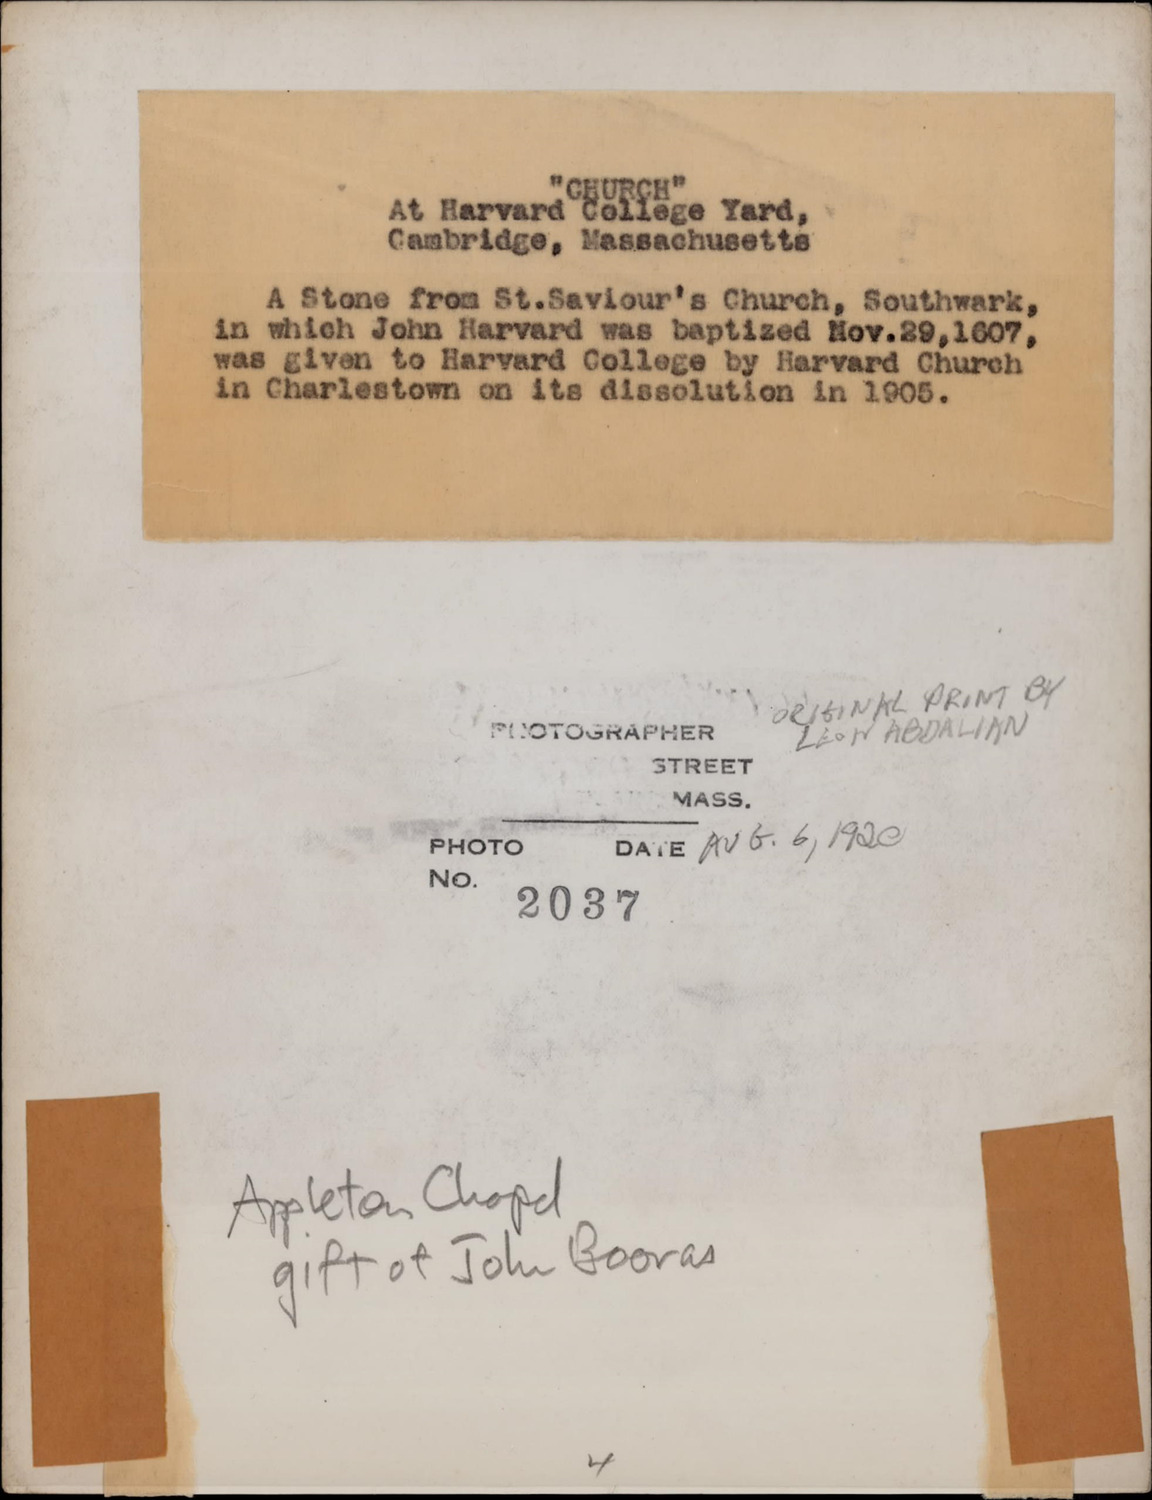 "CHURCH"
At Harvard College Yard,
Cambridge, Massachusetts
A Stone from St.Saviour's Church, Southwark,
in which John Harvard was baptized Nov.29,1607,
was given to Harvard College by Harvard Church
in Charlestown on its dissolution in 1905.
ORIGINAL PRINT BY
LEON ABDALIAN
PHOTOGRAPHER
STREET
MASS.
PHOTO DATE AUG. 6, 1920
No.
2037
Appleton Chapel
gift of John Booras
4